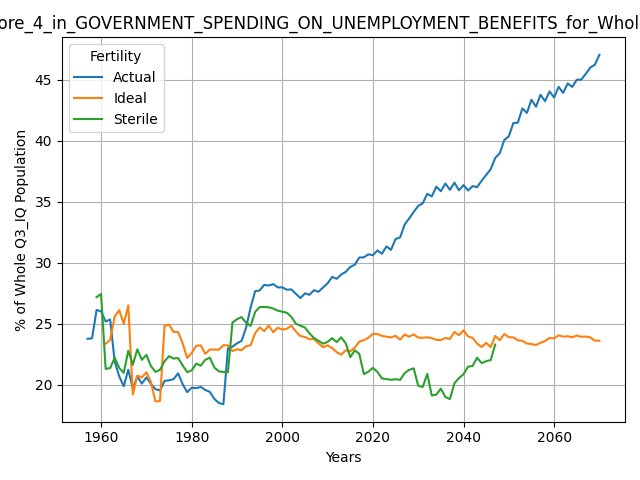 ore_4_in_GOVERNMENT_SPENDING_ON_UNEMPLOYMENT_BENEFITS_for_Whol
Fertility
Actual
Ideal
Sterile
% of Whole Q3_IQ Population
45
40
35
30
25
20
1960
1980
2000
2020
2040
2060
Years